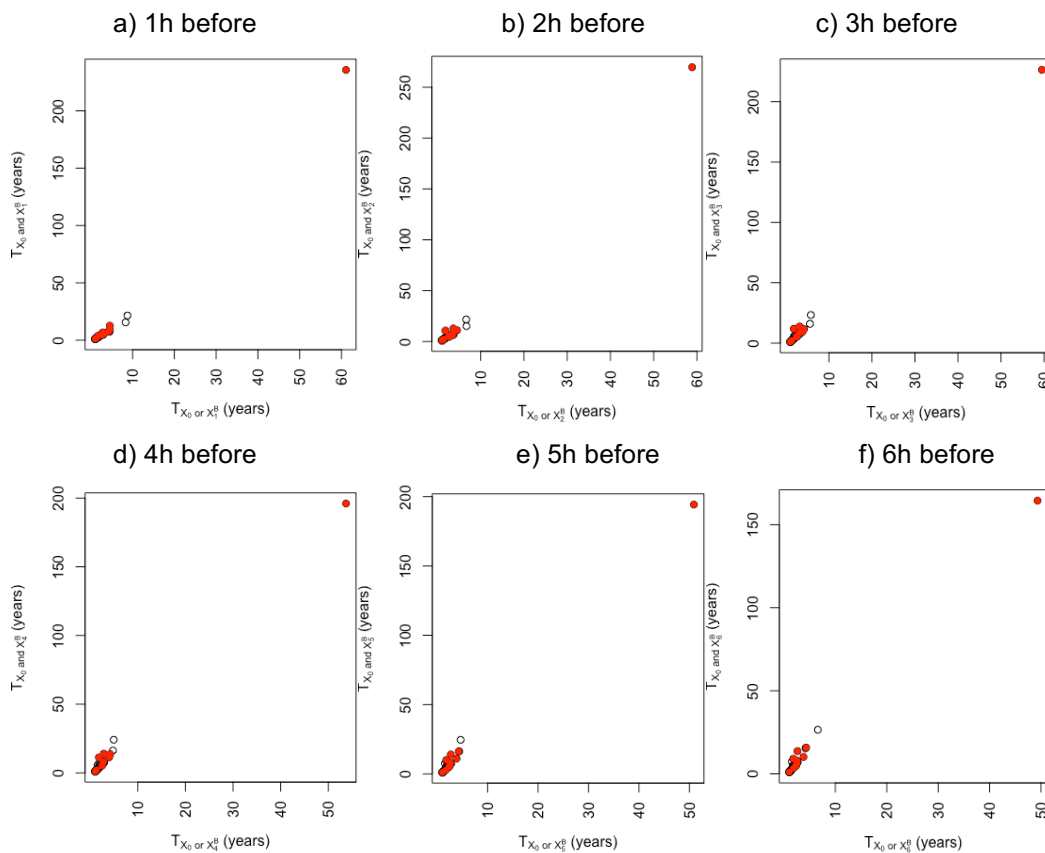 a) 1h before
b) 2h before
c) 3h before
T X₀ and X₁ᴮ (years)
200
150
100
50
0
10 20 30 40 50 60
T X₀ or X₁ᴮ (years)
T X₀ and X₂ᴮ (years)
250
200
150
100
50
0
10 20 30 40 50 60
T X₀ or X₂ᴮ (years)
T X₀ and X₃ᴮ (years)
200
150
100
50
0
10 20 30 40 50 60
T X₀ or X₃ᴮ (years)
d) 4h before
e) 5h before
f) 6h before
T X₀ and X₄ᴮ (years)
200
150
100
50
0
10 20 30 40 50
T X₀ or X₄ᴮ (years)
T X₀ and X₅ᴮ (years)
200
150
100
50
0
10 20 30 40 50
T X₀ or X₅ᴮ (years)
T X₀ and X₆ᴮ (years)
150
100
50
0
10 20 30 40 50
T X₀ or X₆ᴮ (years)